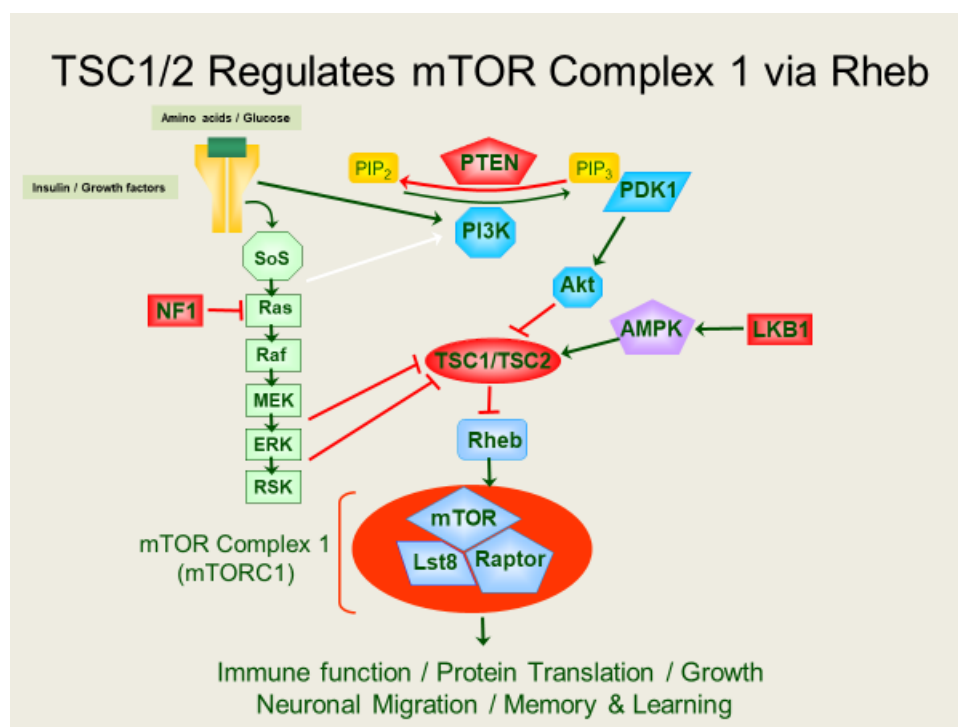 TSC1/2 Regulates mTOR Complex 1 via Rheb
Amino acids / Glucose
Insulin / Growth factors
PIP2
PTEN
PIP3
PDK1
PI3K
SoS
Akt
NF1
Ras
AMPK
LKB1
Raf
TSC1/TSC2
MEK
ERK
Rheb
RSK
mTOR Complex 1
(mTORC1)
mTOR
Lst8
Raptor
Immune function / Protein Translation / Growth
Neuronal Migration / Memory & Learning